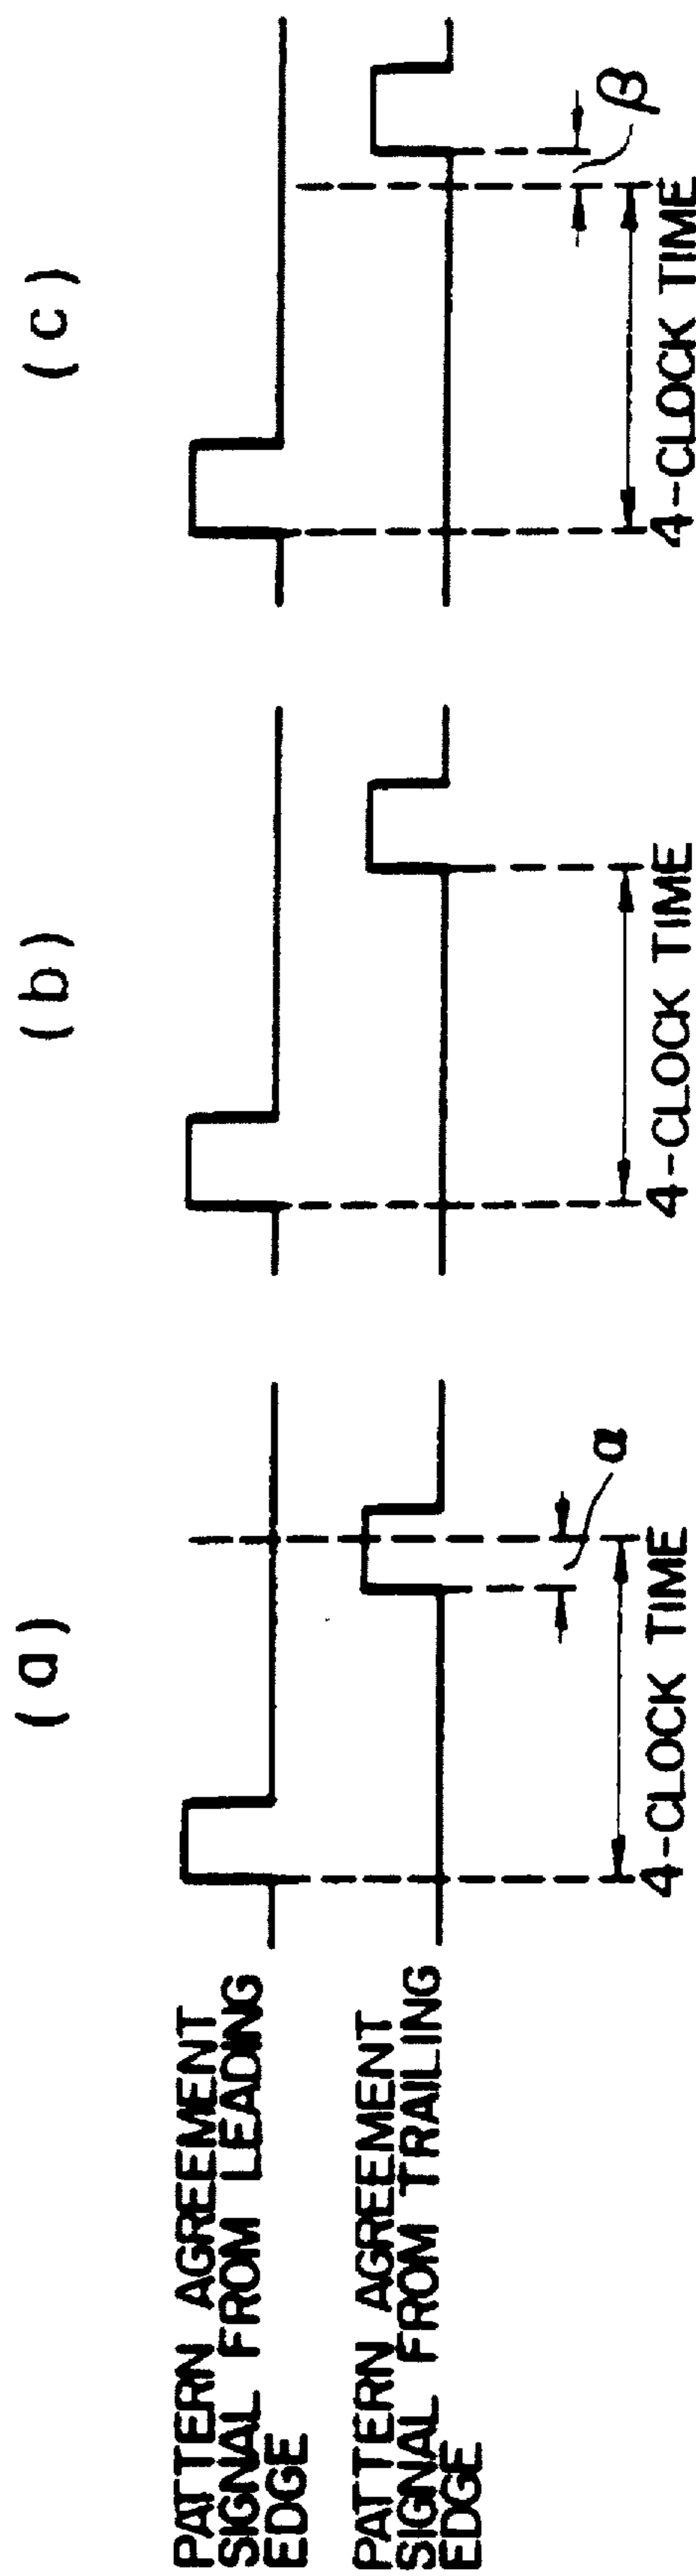 (a)
(b)
(c)
PATTERN AGREEMENT
SIGNAL FROM LEADING
EDGE
PATTERN AGREEMENT
SIGNAL FROM TRAILING
EDGE
α
β
4-CLOCK TIME
4-CLOCK TIME
4-CLOCK TIME